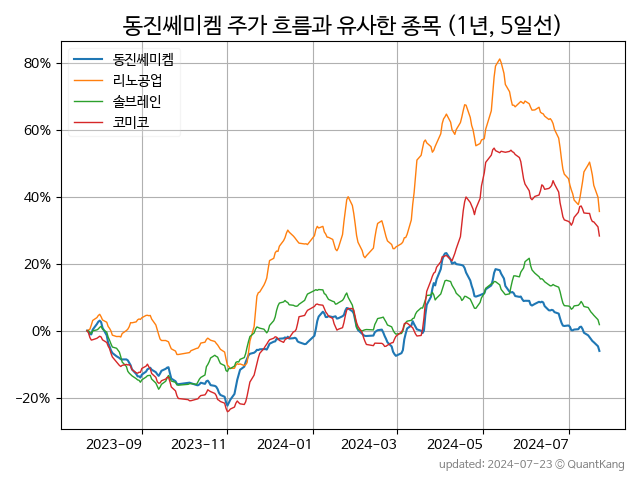 동진쎄미켐 주가 흐름과 유사한 종목 (1년, 5일선)
동진쎄미켐
리노공업
솔브레인
코미코
80%
60%
40%
20%
0%
−20%
2023-09
2023-11
2024-01
2024-03
2024-05
2024-07
updated: 2024-07-23 © QuantKang